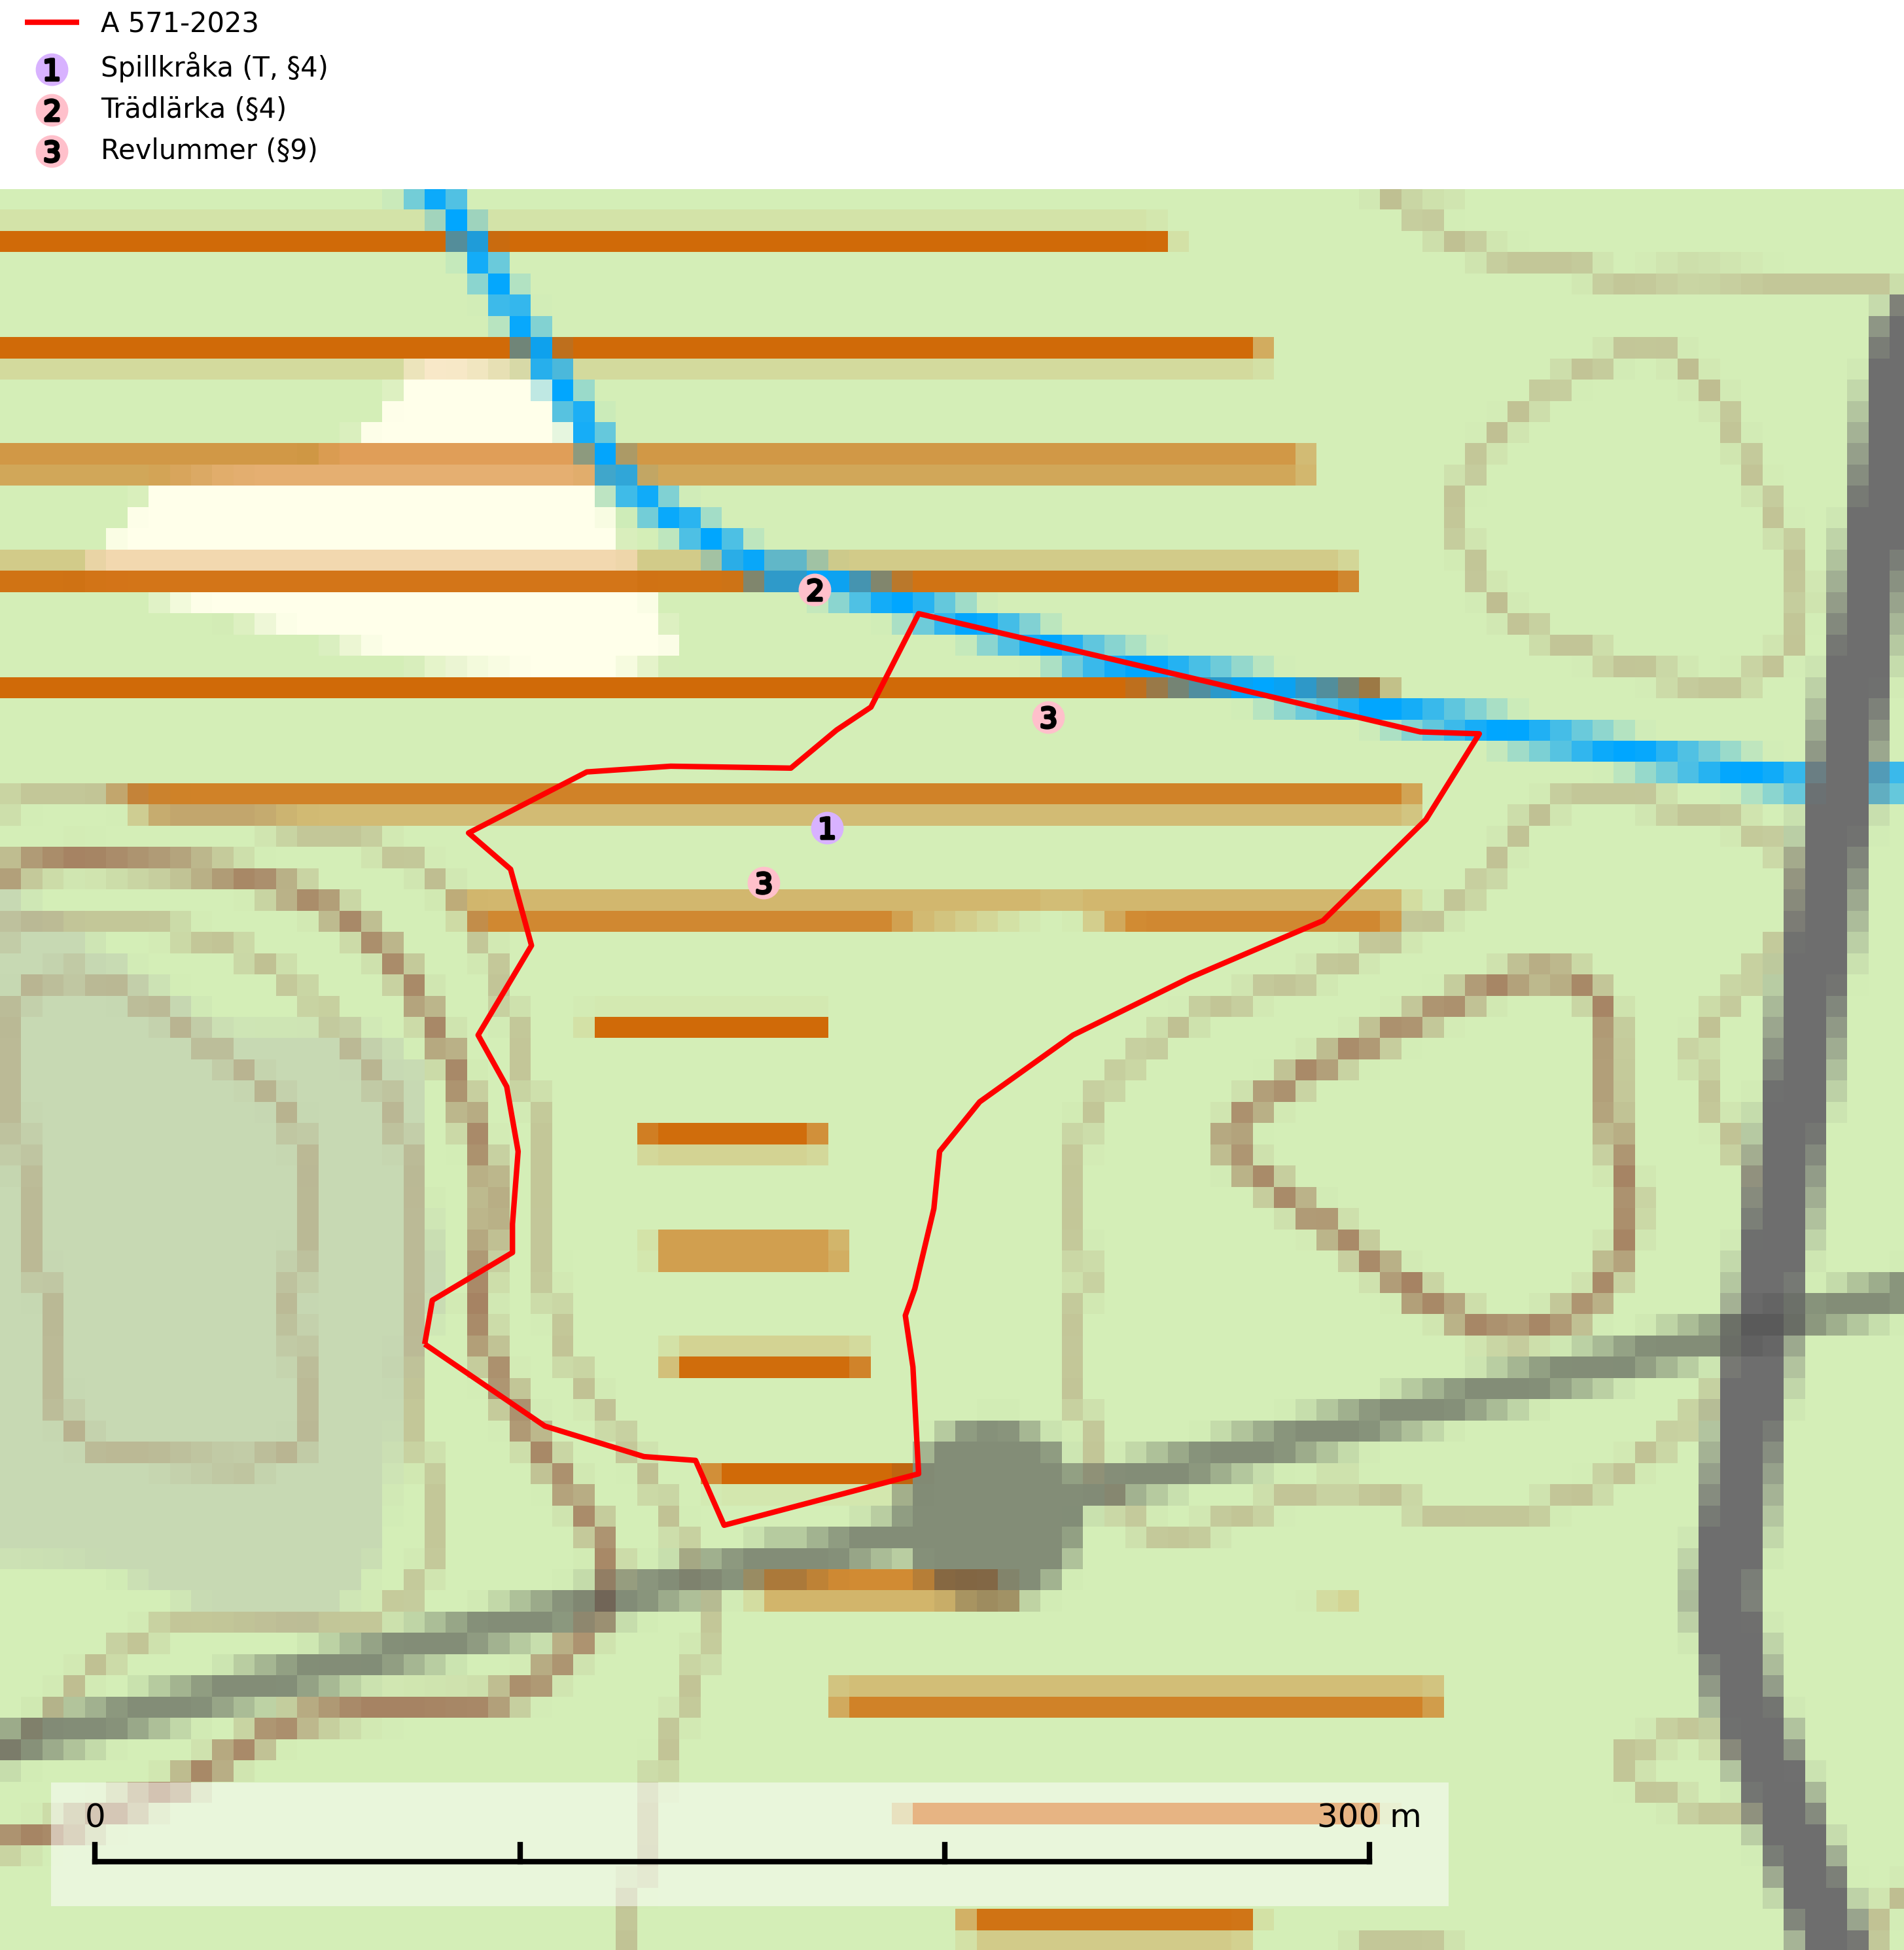 A 571-2023
1 Spillkråka (T, §4)
2 Trädlärka (§4)
3 Revlummer (§9)
2
3
1
3
0 300 m